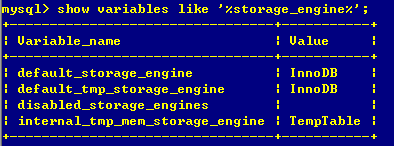 mysql> show variables like '%storage_engine%';
+---------------------------------+-----------+
| Variable_name                   | Value     |
+---------------------------------+-----------+
| default_storage_engine          | InnoDB    |
| default_tmp_storage_engine      | InnoDB    |
| disabled_storage_engines        |           |
| internal_tmp_mem_storage_engine | TempTable |
+---------------------------------+-----------+